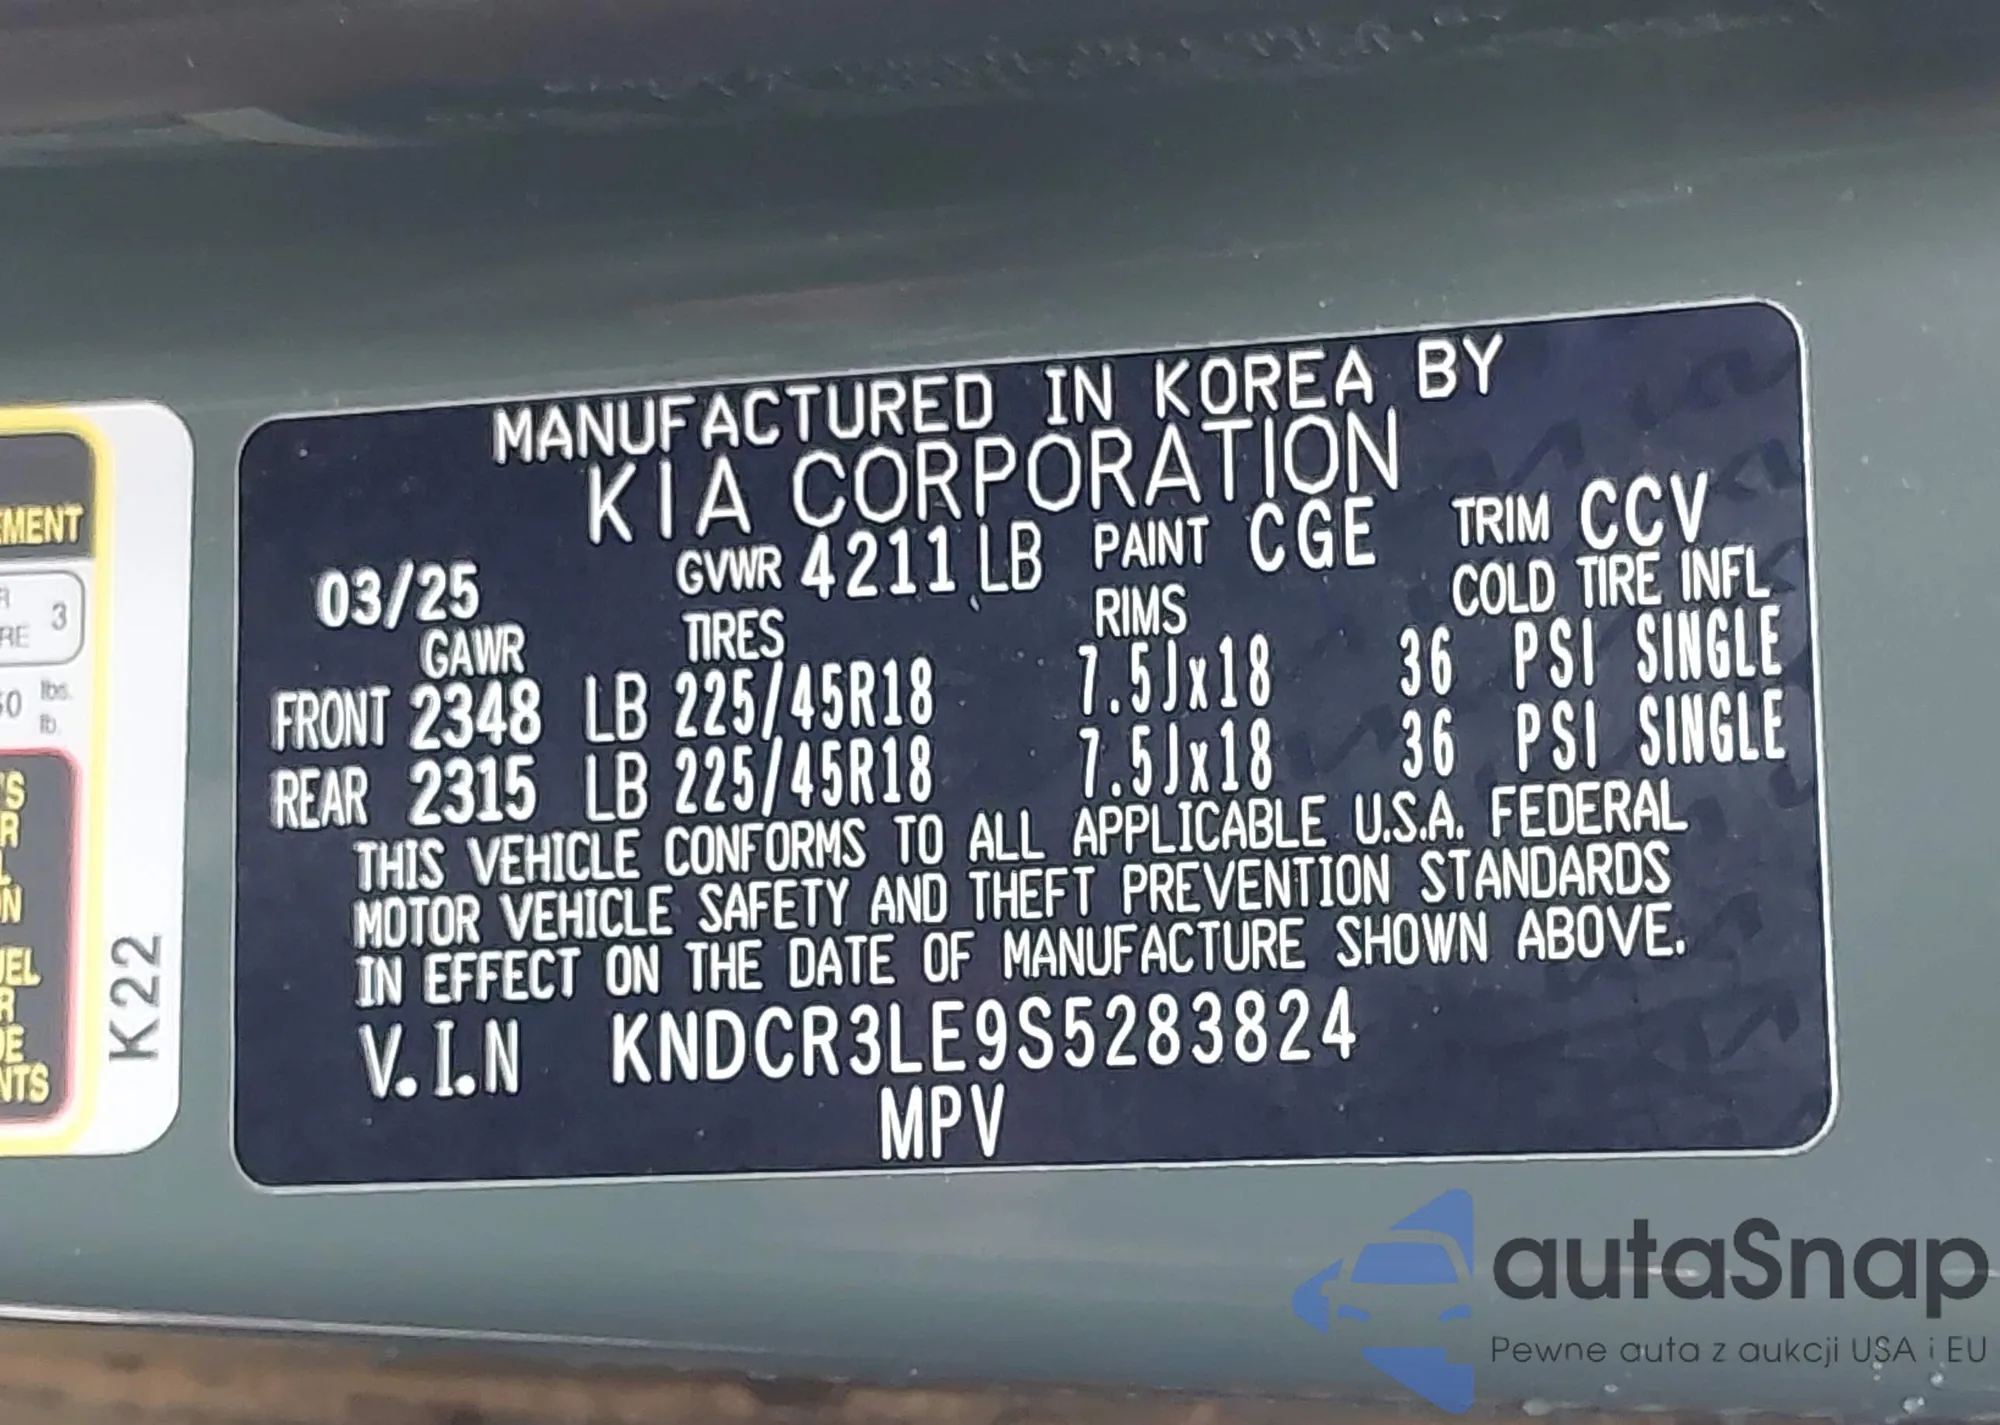 MANUFACTURED IN KOREA BY
KIA CORPORATION
03/25 GVWR 4211 LB PAINT CGE TRIM CCV
GAWR TIRES RIMS COLD TIRE INFL
FRONT 2348 LB 225/45R18 7.5Jx18 36 PSI SINGLE
REAR 2315 LB 225/45R18 7.5Jx18 36 PSI SINGLE
THIS VEHICLE CONFORMS TO ALL APPLICABLE U.S.A. FEDERAL
MOTOR VEHICLE SAFETY AND THEFT PREVENTION STANDARDS
IN EFFECT ON THE DATE OF MANUFACTURE SHOWN ABOVE.
V.I.N KNDCR3LE9S5283824
MPV
3
lbs.
lb.
K22
autaSnap
Pewne auta z aukcji USA i EU